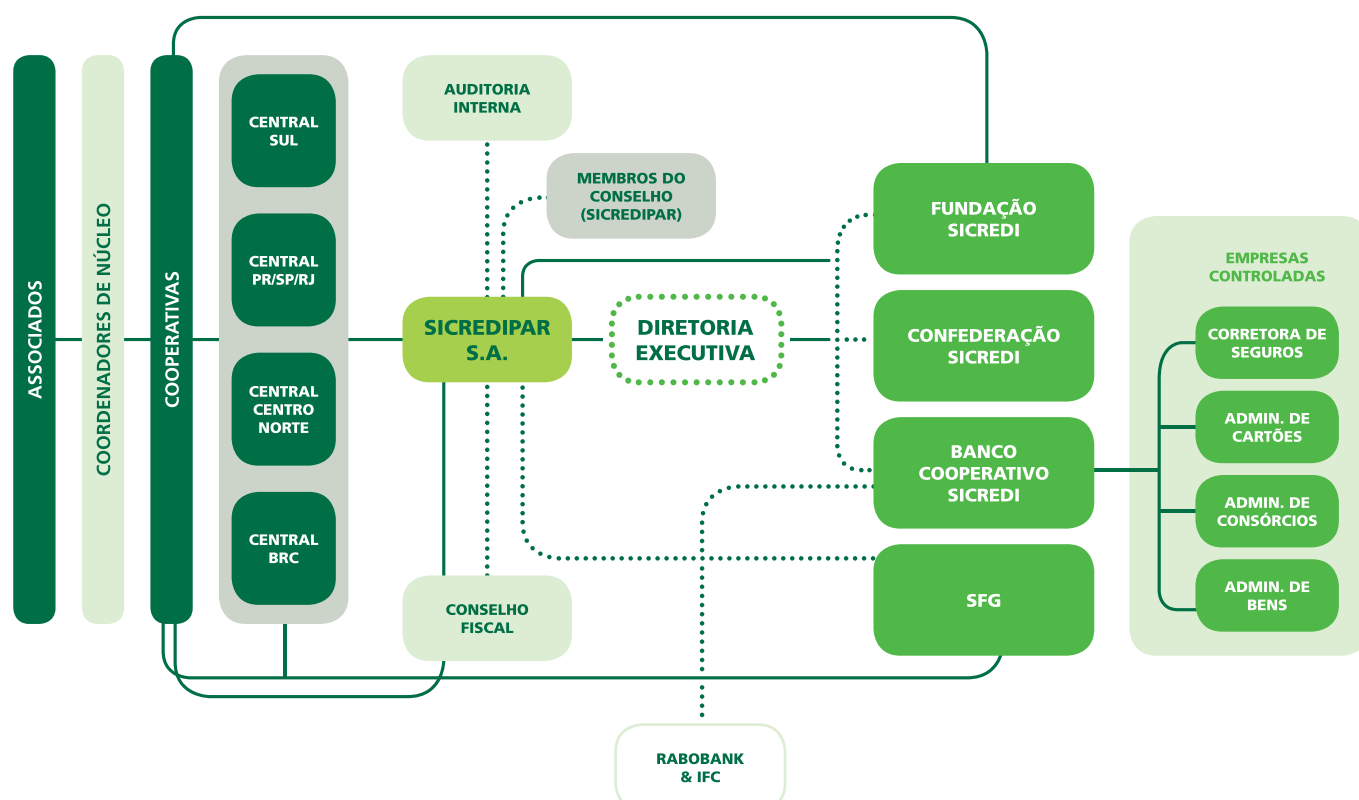 ASSOCIADOS
COORDENADORES DE NÚCLEO
COOPERATIVAS
CENTRAL
SUL
CENTRAL
PR/SP/RJ
CENTRAL
CENTRO
NORTE
CENTRAL
BRC
AUDITORIA
INTERNA
MEMBROS DO
CONSELHO
(SICREDIPAR)
SICREDIPAR
S.A.
DIRETORIA
EXECUTIVA
CONSELHO
FISCAL
RABOBANK
& IFC
FUNDAÇÃO
SICREDI
CONFEDERAÇÃO
SICREDI
BANCO
COOPERATIVO
SICREDI
SFG
EMPRESAS
CONTROLADAS
CORRETORA DE
SEGUROS
ADMIN. DE
CARTÕES
ADMIN. DE
CONSÓRCIOS
ADMIN. DE
BENS